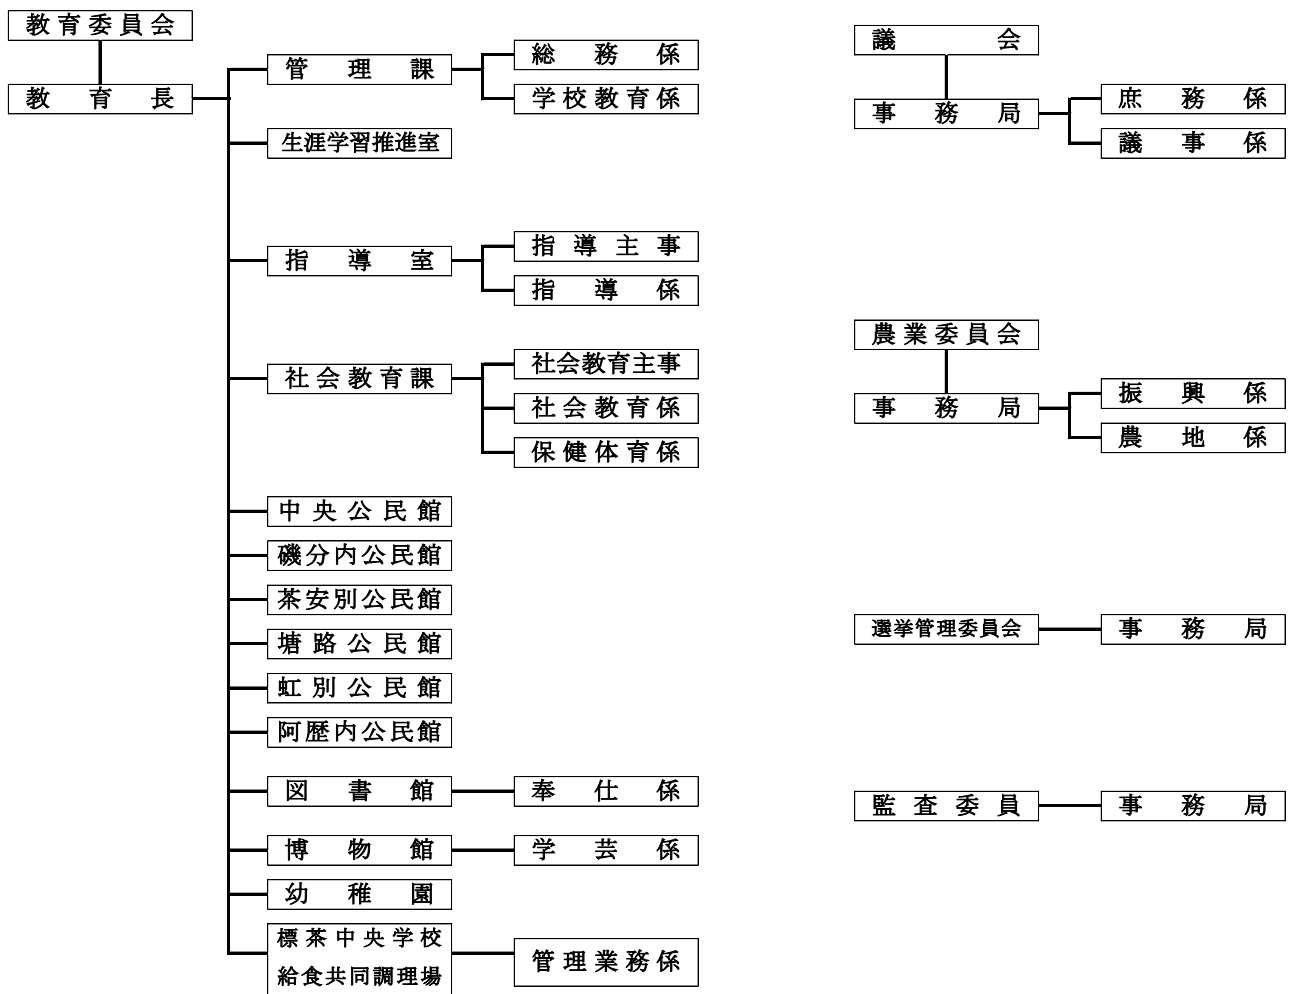 教育委員会
教育長
管理課
総務係
学校教育係
生涯学習推進室
指導室
指導主事
指導係
社会教育課
社会教育主事
社会教育係
保健体育係
中央公民館
磯分内公民館
茶安別公民館
塘路公民館
虹別公民館
阿歴内公民館
図書館
奉仕係
博物館
学芸係
幼稚園
標茶中央学校
給食共同調理場
管理業務係
議会
事務局
庶務係
議事係
農業委員会
事務局
振興係
農地係
選挙管理委員会
事務局
監査委員
事務局